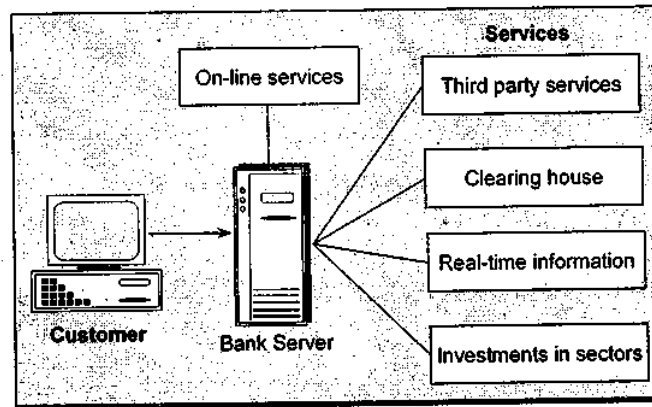 Services
On-line services
Third party services
Clearing house
Real-time information
Investments in sectors
Customer
Bank Server